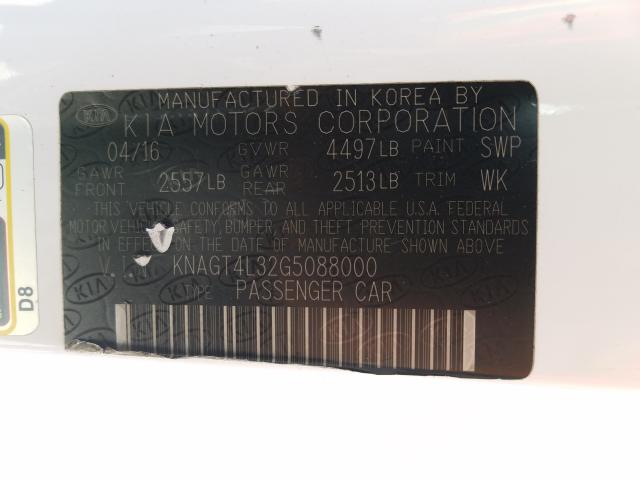 MANUFACTURED IN KOREA BY
KIA MOTORS CORPORATION
04/16 GVWR 4497LB PAINT SWP
GAWR FRONT 2557LB GAWR REAR 2513LB TRIM WK
THIS VEHICLE CONFORMS TO ALL APPLICABLE U.S.A. FEDERAL
MOTOR VEHICLE SAFETY, BUMPER, AND THEFT PREVENTION STANDARDS
IN EFFECT ON THE DATE OF MANUFACTURE SHOWN ABOVE
V.I. KNAGT4L32G5088000
TYPE PASSENGER CAR
D8